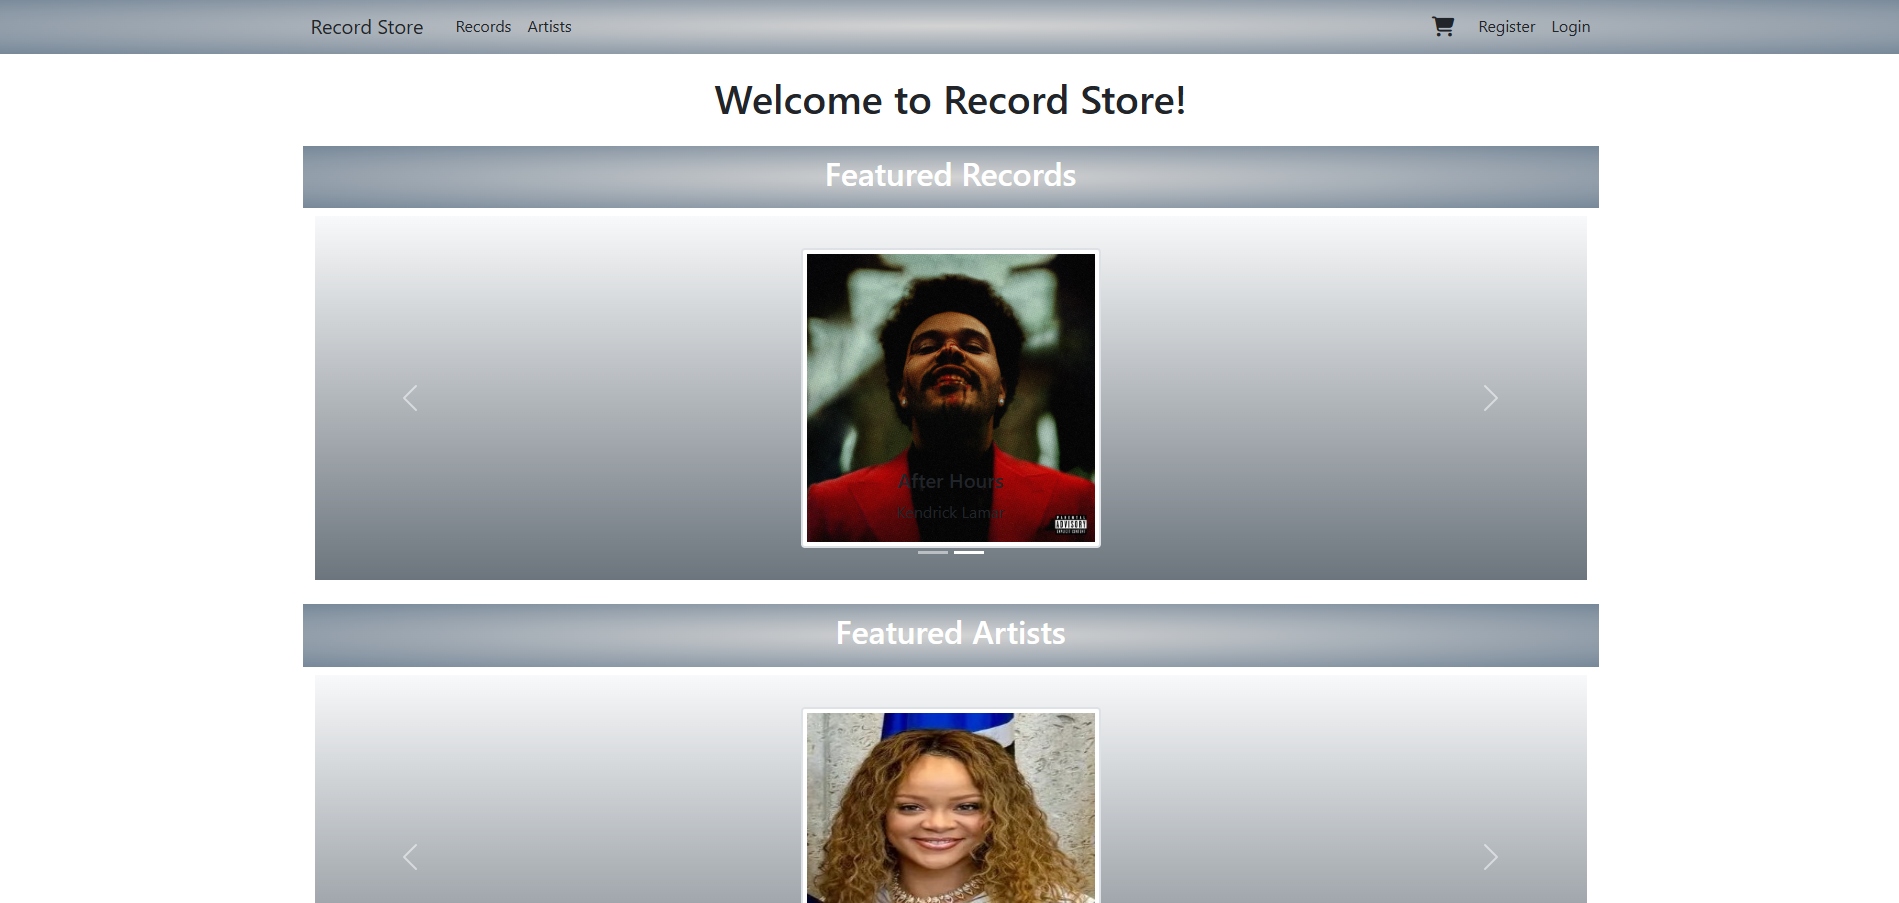 Record Store Records Artists Register Login
Welcome to Record Store!
Featured Records
After Hours
Kendrick Lamar
PARENTAL
ADVISORY
EXPLICIT CONTENT
Featured Artists